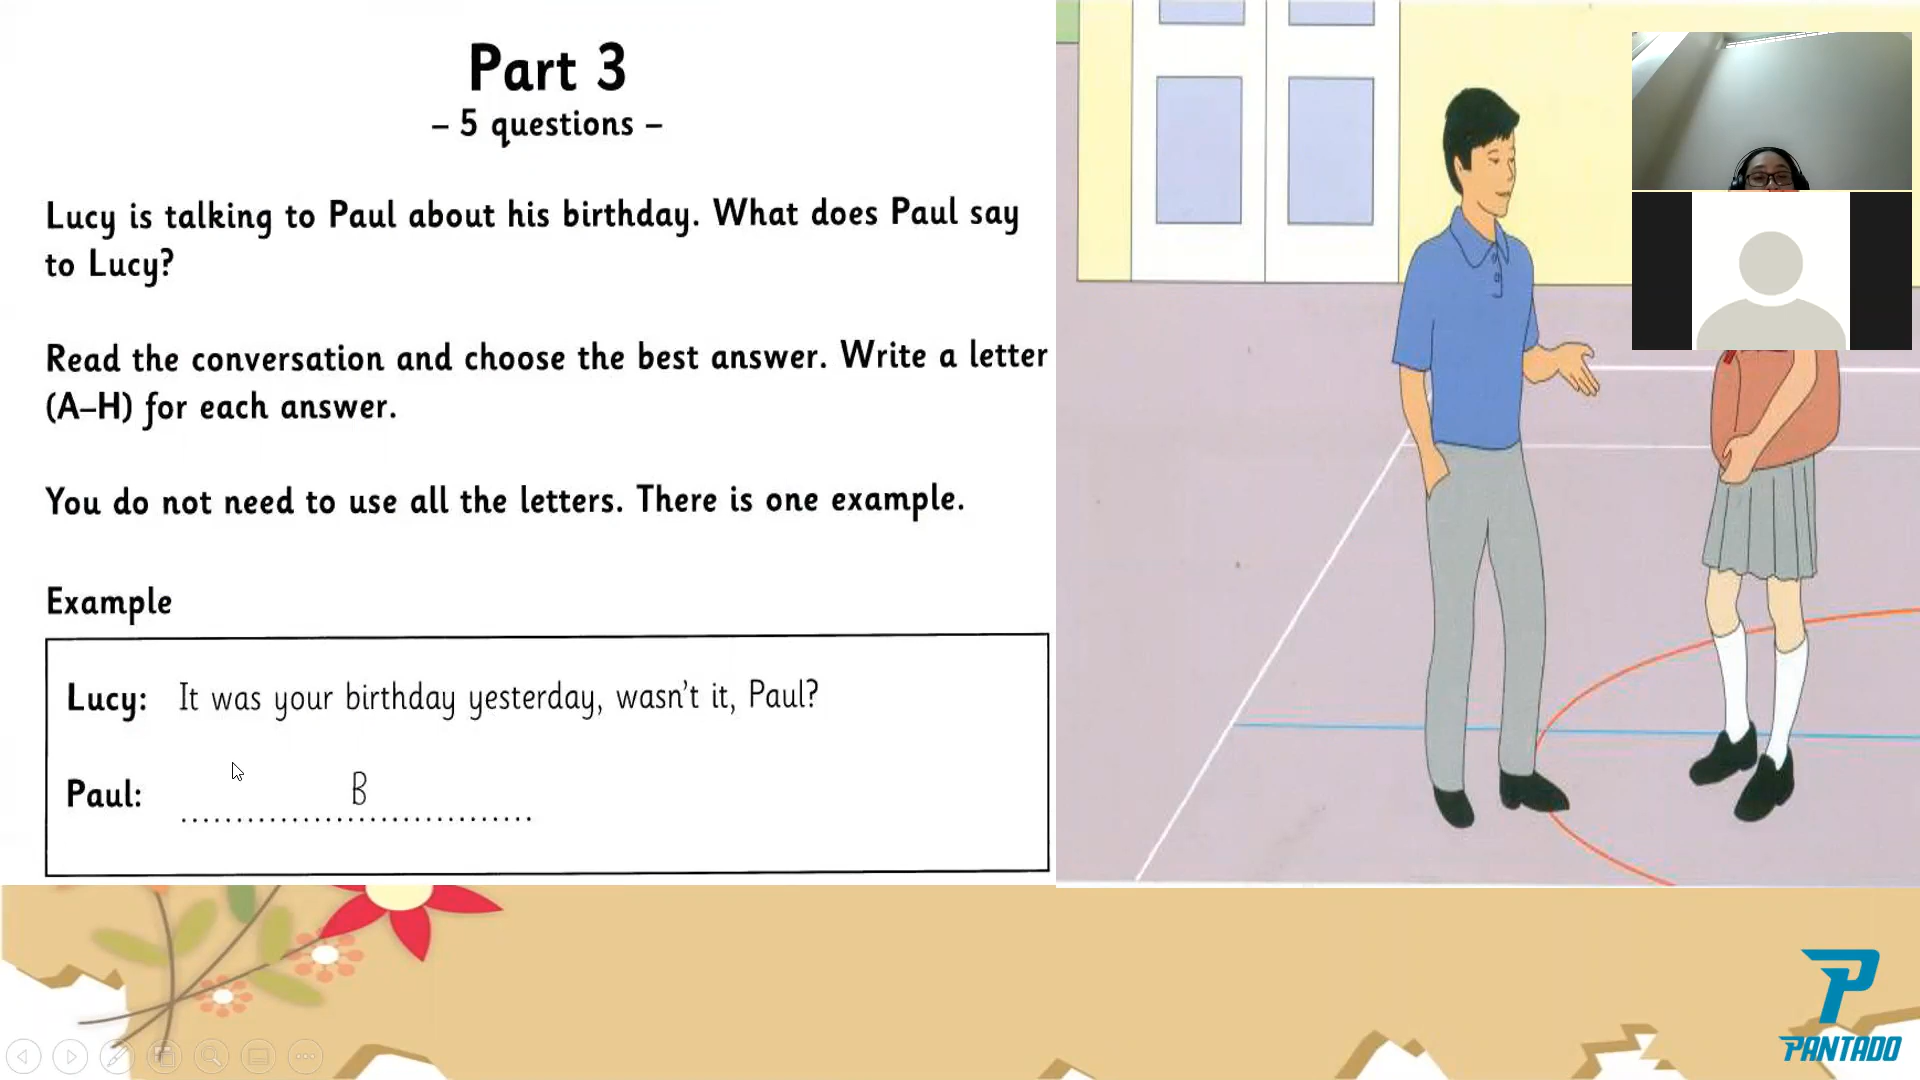 Part 3
– 5 questions –
Lucy is talking to Paul about his birthday. What does Paul say
to Lucy?
Read the conversation and choose the best answer. Write a letter
(A–H) for each answer.
You do not need to use all the letters. There is one example.
Example
Lucy: It was your birthday yesterday, wasn't it, Paul?
Paul: B
PANTADO